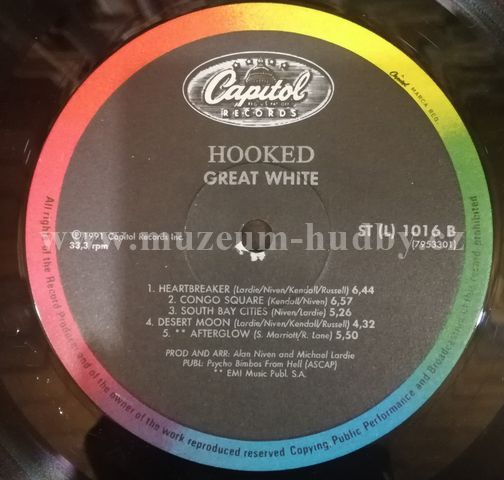 Capitol
RECORDS
Capitol MARCA REG.
HOOKED
GREAT WHITE
℗ 1991 Capitol Records Inc.
33,3 rpm
ST (L) 1016 B
(7953301)
www.muzeum-hudby.cz
1. HEARTBREAKER (Lardie/Niven/Kendall/Russell) 6,44
2. CONGO SQUARE (Kendall/Niven) 6,57
3. SOUTH BAY CITIES (Niven/Lardie) 5,26
4. DESERT MOON (Lardie/Niven/Kendall/Russell) 4,32
5. ** AFTERGLOW (S. Marriott/R. Lane) 5,50
PROD AND ARR: Alan Niven and Michael Lardie
PUBL: Psycho Bimbos From Hell (ASCAP)
** EMI Music Publ. S.A.
All rights of the Record Producer and of the owner of the work reproduced reserved Copying, Public Performance and Broadcasting of this Record prohibited